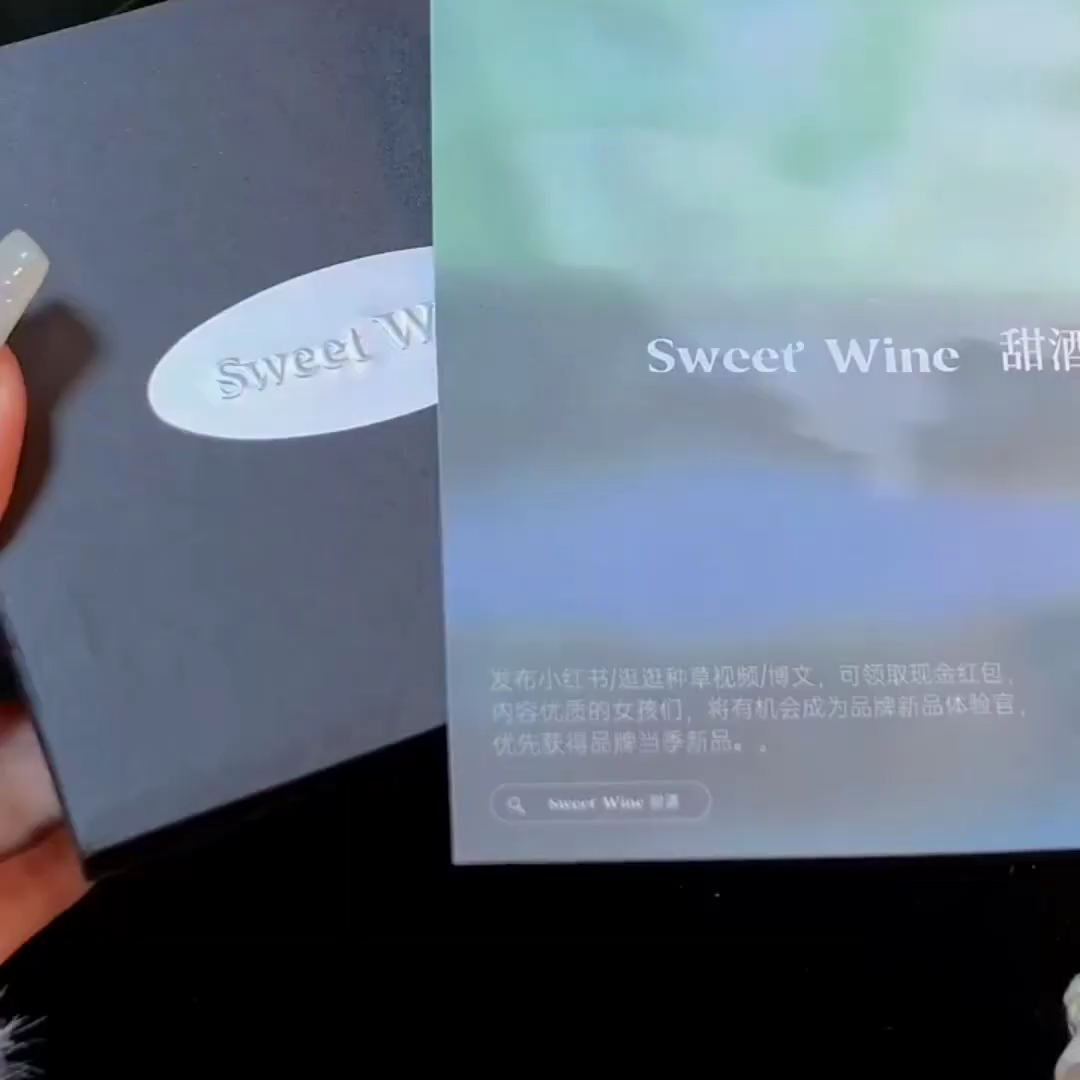 Sweet W
Sweet Wine 甜酒
发布小红书/逛逛种草视频/博文，可领取现金红包，
内容优质的女孩们，将有机会成为品牌新品体验官，
优先获得品牌当季新品。。
Sweet Wine 甜酒